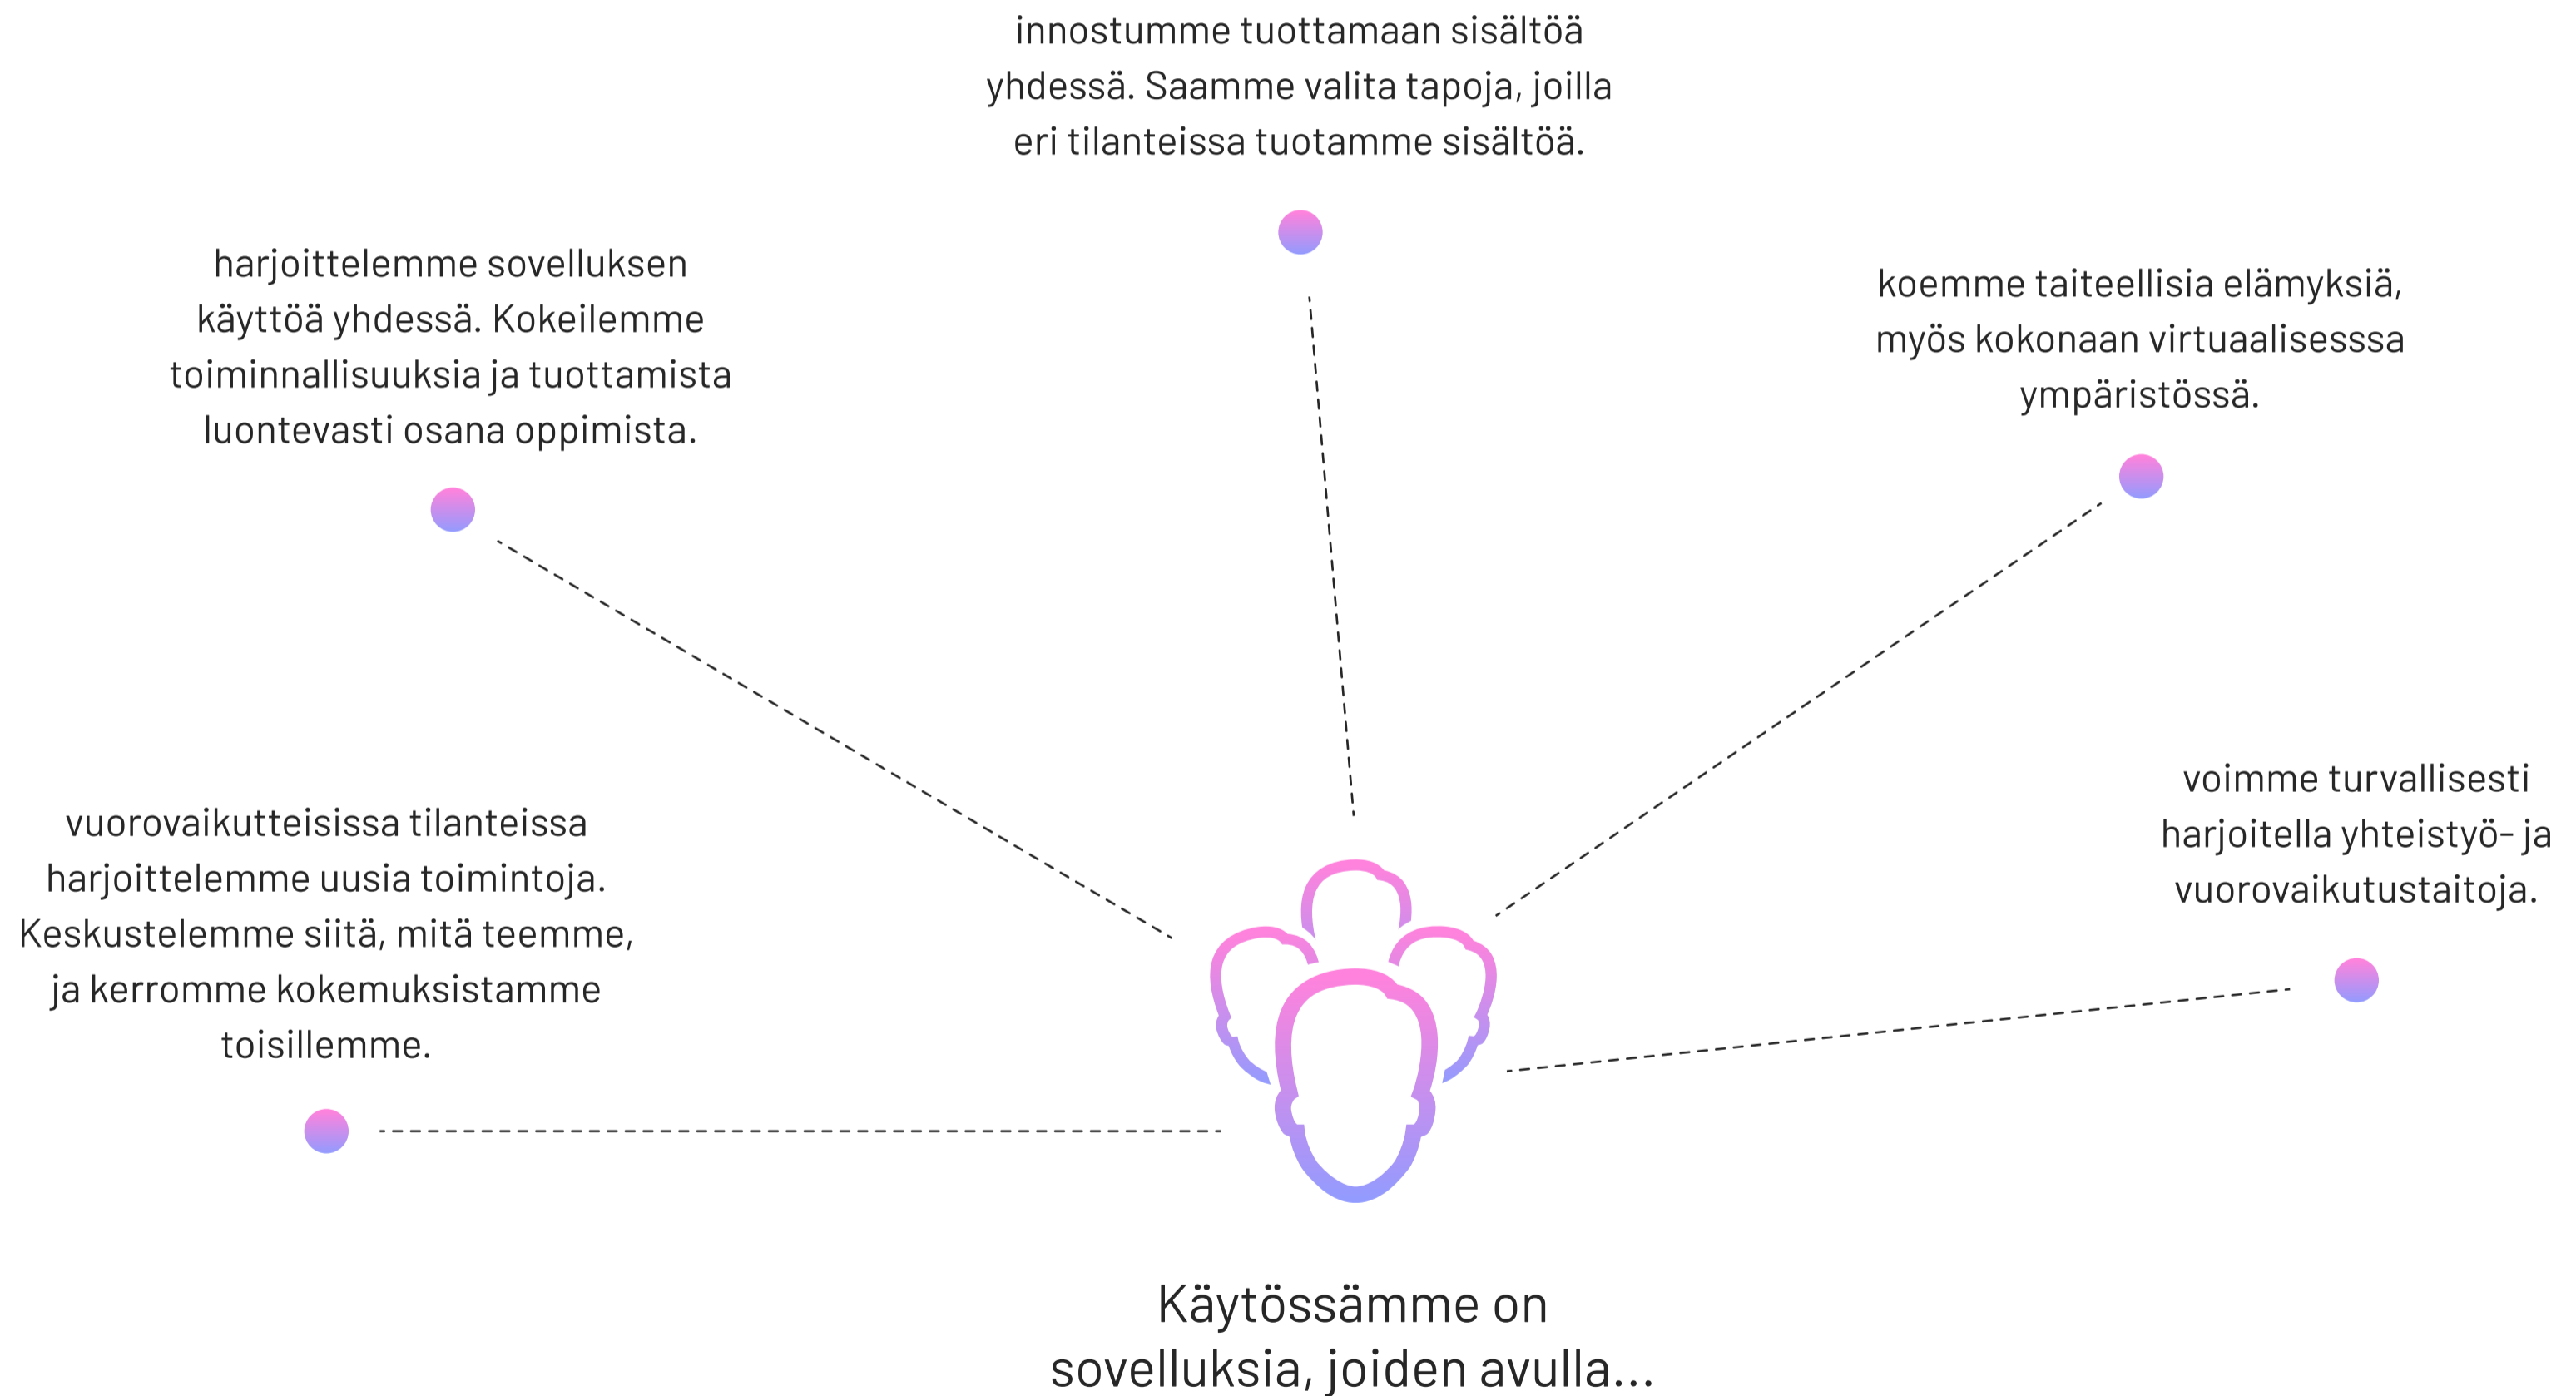 innostumme tuottamaan sisältöä
yhdessä. Saamme valita tapoja, joilla
eri tilanteissa tuotamme sisältöä.
harjoittelemme sovelluksen
käyttöä yhdessä. Kokeilemme
toiminnallisuuksia ja tuottamista
luontevasti osana oppimista.
koemme taiteellisia elämyksiä,
myös kokonaan virtuaalisesssa
ympäristössä.
vuorovaikutteisissa tilanteissa
harjoittelemme uusia toimintoja.
Keskustelemme siitä, mitä teemme,
ja kerromme kokemuksistamme
toisillemme.
voimme turvallisesti
harjoitella yhteistyö- ja
vuorovaikutustaitoja.
Käytössämme on
sovelluksia, joiden avulla...